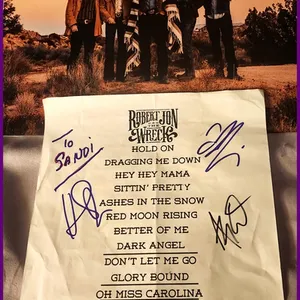 ROBERT JON
AND
THE
WRECK
HOLD ON
DRAGGING ME DOWN
HEY HEY MAMA
SITTIN' PRETTY
ASHES IN THE SNOW
RED MOON RISING
BETTER OF ME
DARK ANGEL
DON'T LET ME GO
GLORY BOUND
OH MISS CAROLINA
TO
SANDI